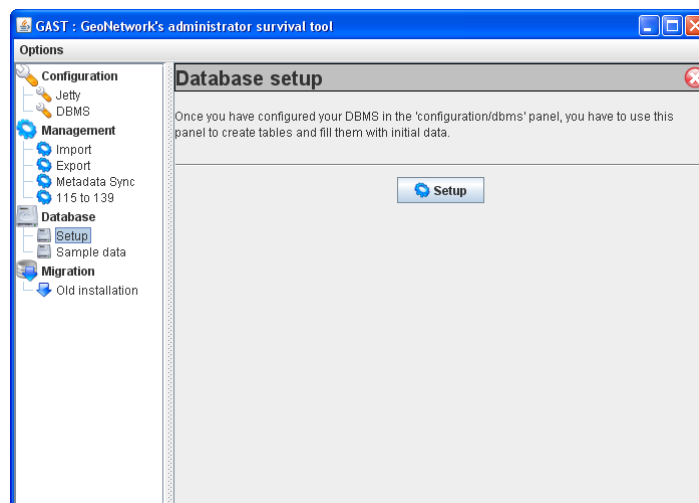 GAST : GeoNetwork's administrator survival tool
Options
Configuration
Jetty
DBMS
Management
Import
Export
Metadata Sync
115 to 139
Database
Setup
Sample data
Migration
Old installation
Database setup
Once you have configured your DBMS in the 'configuration/dbms' panel, you have to use this
panel to create tables and fill them with initial data.
Setup